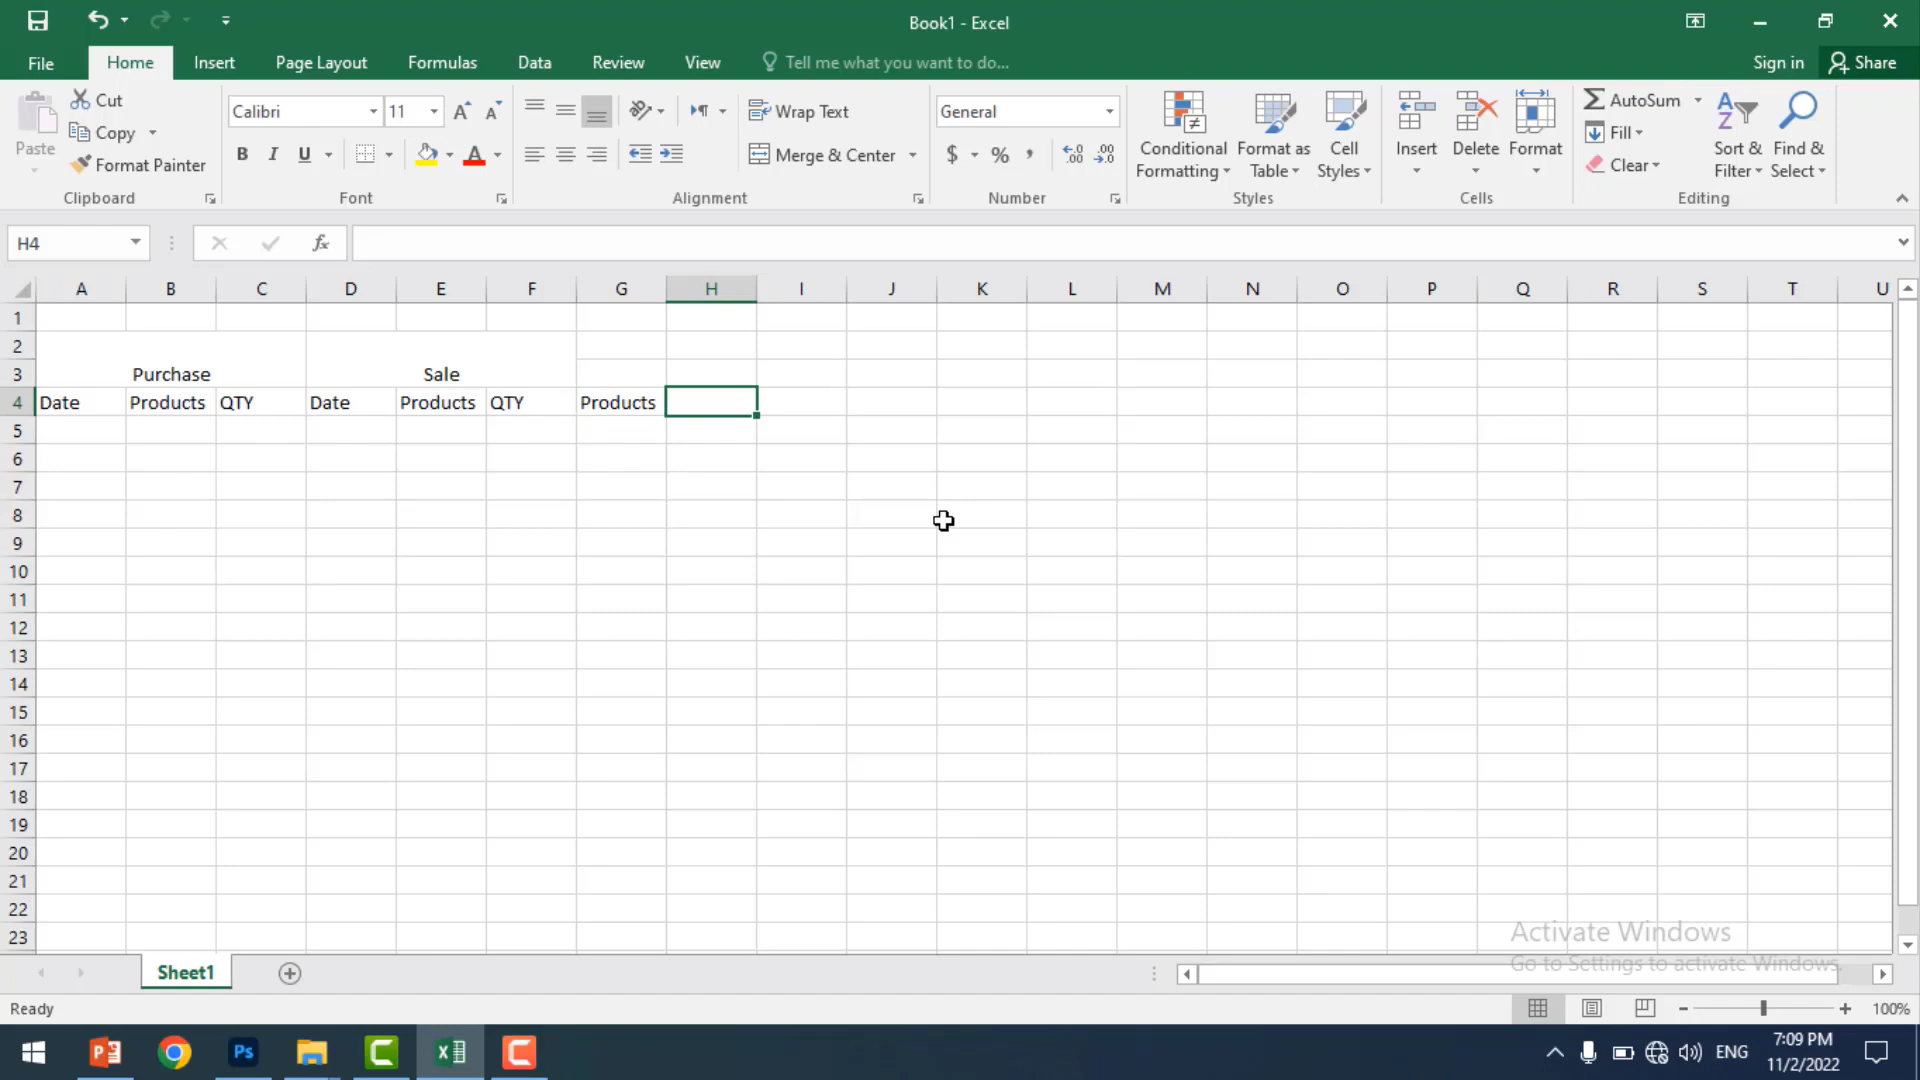 Book1 - Excel
File Home Insert Page Layout Formulas Data Review View Tell me what you want to do... Sign in Share
Paste
Cut
Copy
Format Painter
Clipboard
Calibri 11
B I U A
Font
Wrap Text
Merge & Center
Alignment
General
$ % ,
Number
Conditional Formatting
Format as Table
Cell Styles
Styles
Insert Delete Format
Cells
AutoSum
Fill
Clear
Sort & Filter
Find & Select
Editing
H4 fx
A B C D E F G H I J K L M N O P Q R S T U
1
2
3 Purchase Sale
4 Date Products QTY Date Products QTY Products
5
6
7
8
9
10
11
12
13
14
15
16
17
18
19
20
21
22
23
Activate Windows
Go to Settings to activate Windows.
Sheet1
Ready 100%
Ps ENG 7:09 PM
11/2/2022